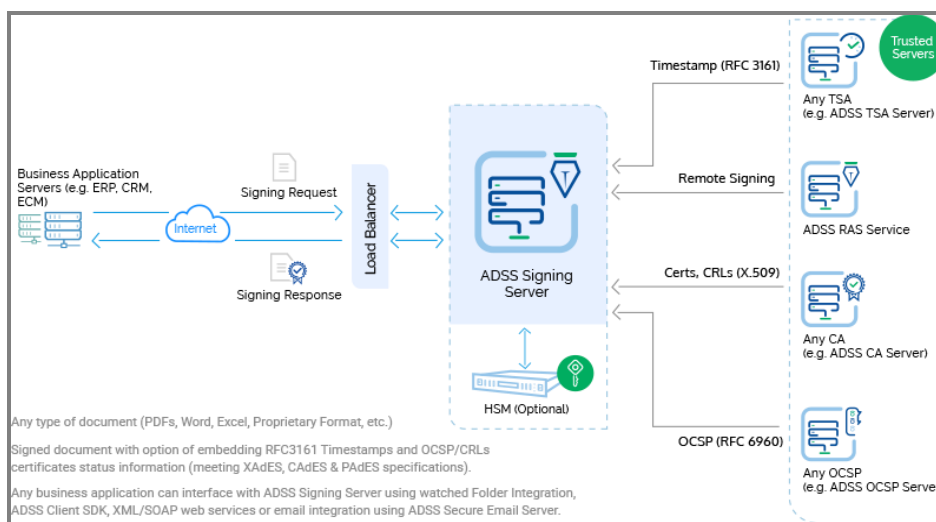 Trusted
Servers
Timestamp (RFC 3161)
Any TSA
(e.g. ADSS TSA Server)
Business Application
Servers (e.g. ERP, CRM,
ECM)
Signing Request
Internet
Signing Response
Load Balancer
ADSS Signing
Server
Remote Signing
ADSS RAS Service
Certs, CRLs (X.509)
Any CA
(e.g. ADSS CA Server)
HSM (Optional)
OCSP (RFC 6960)
Any OCSP
(e.g. ADSS OCSP Serve
Any type of document (PDFs, Word, Excel, Proprietary Format, etc.)
Signed document with option of embedding RFC3161 Timestamps and OCSP/CRLs
certificates status information (meeting XAdES, CAdES & PAdES specifications).
Any business application can interface with ADSS Signing Server using watched Folder Integration,
ADSS Client SDK, XML/SOAP web services or email integration using ADSS Secure Email Server.